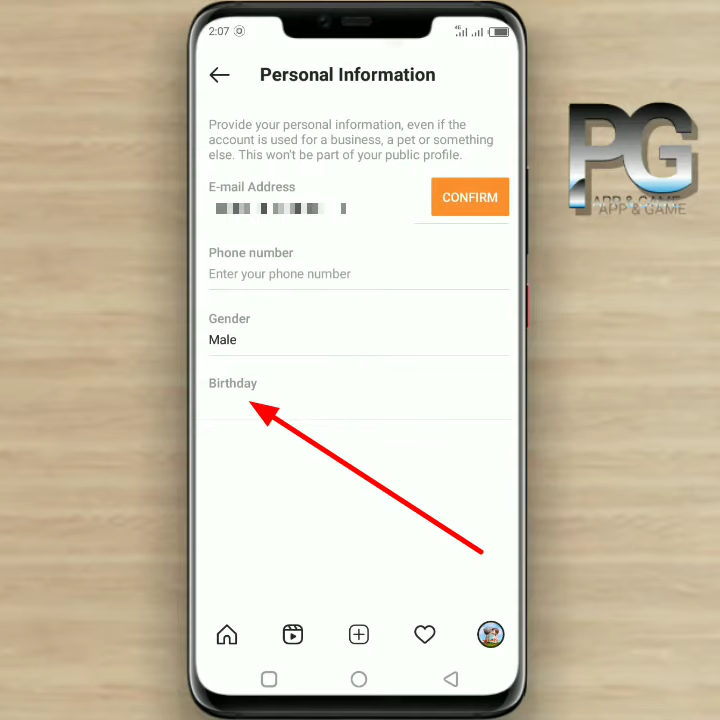 2:07
4G
Personal Information
Provide your personal information, even if the
account is used for a business, a pet or something
else. This won't be part of your public profile.
E-mail Address
CONFIRM
Phone number
Enter your phone number
Gender
Male
Birthday
PG
APP & GAME